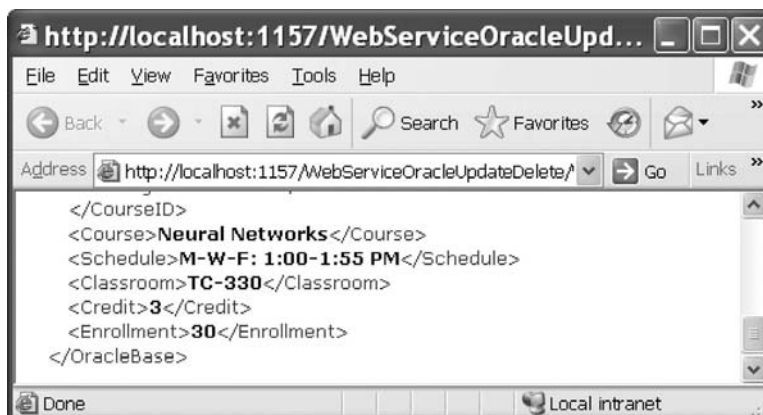 http://localhost:1157/WebServiceOracleUpd...
File Edit View Favorites Tools Help
Back Search Favorites »
Address http://localhost:1157/WebServiceOracleUpdateDelete/ Go Links »
</CourseID>
<Course>Neural Networks</Course>
<Schedule>M-W-F: 1:00-1:55 PM</Schedule>
<Classroom>TC-330</Classroom>
<Credit>3</Credit>
<Enrollment>30</Enrollment>
</OracleBase>
Done Local intranet